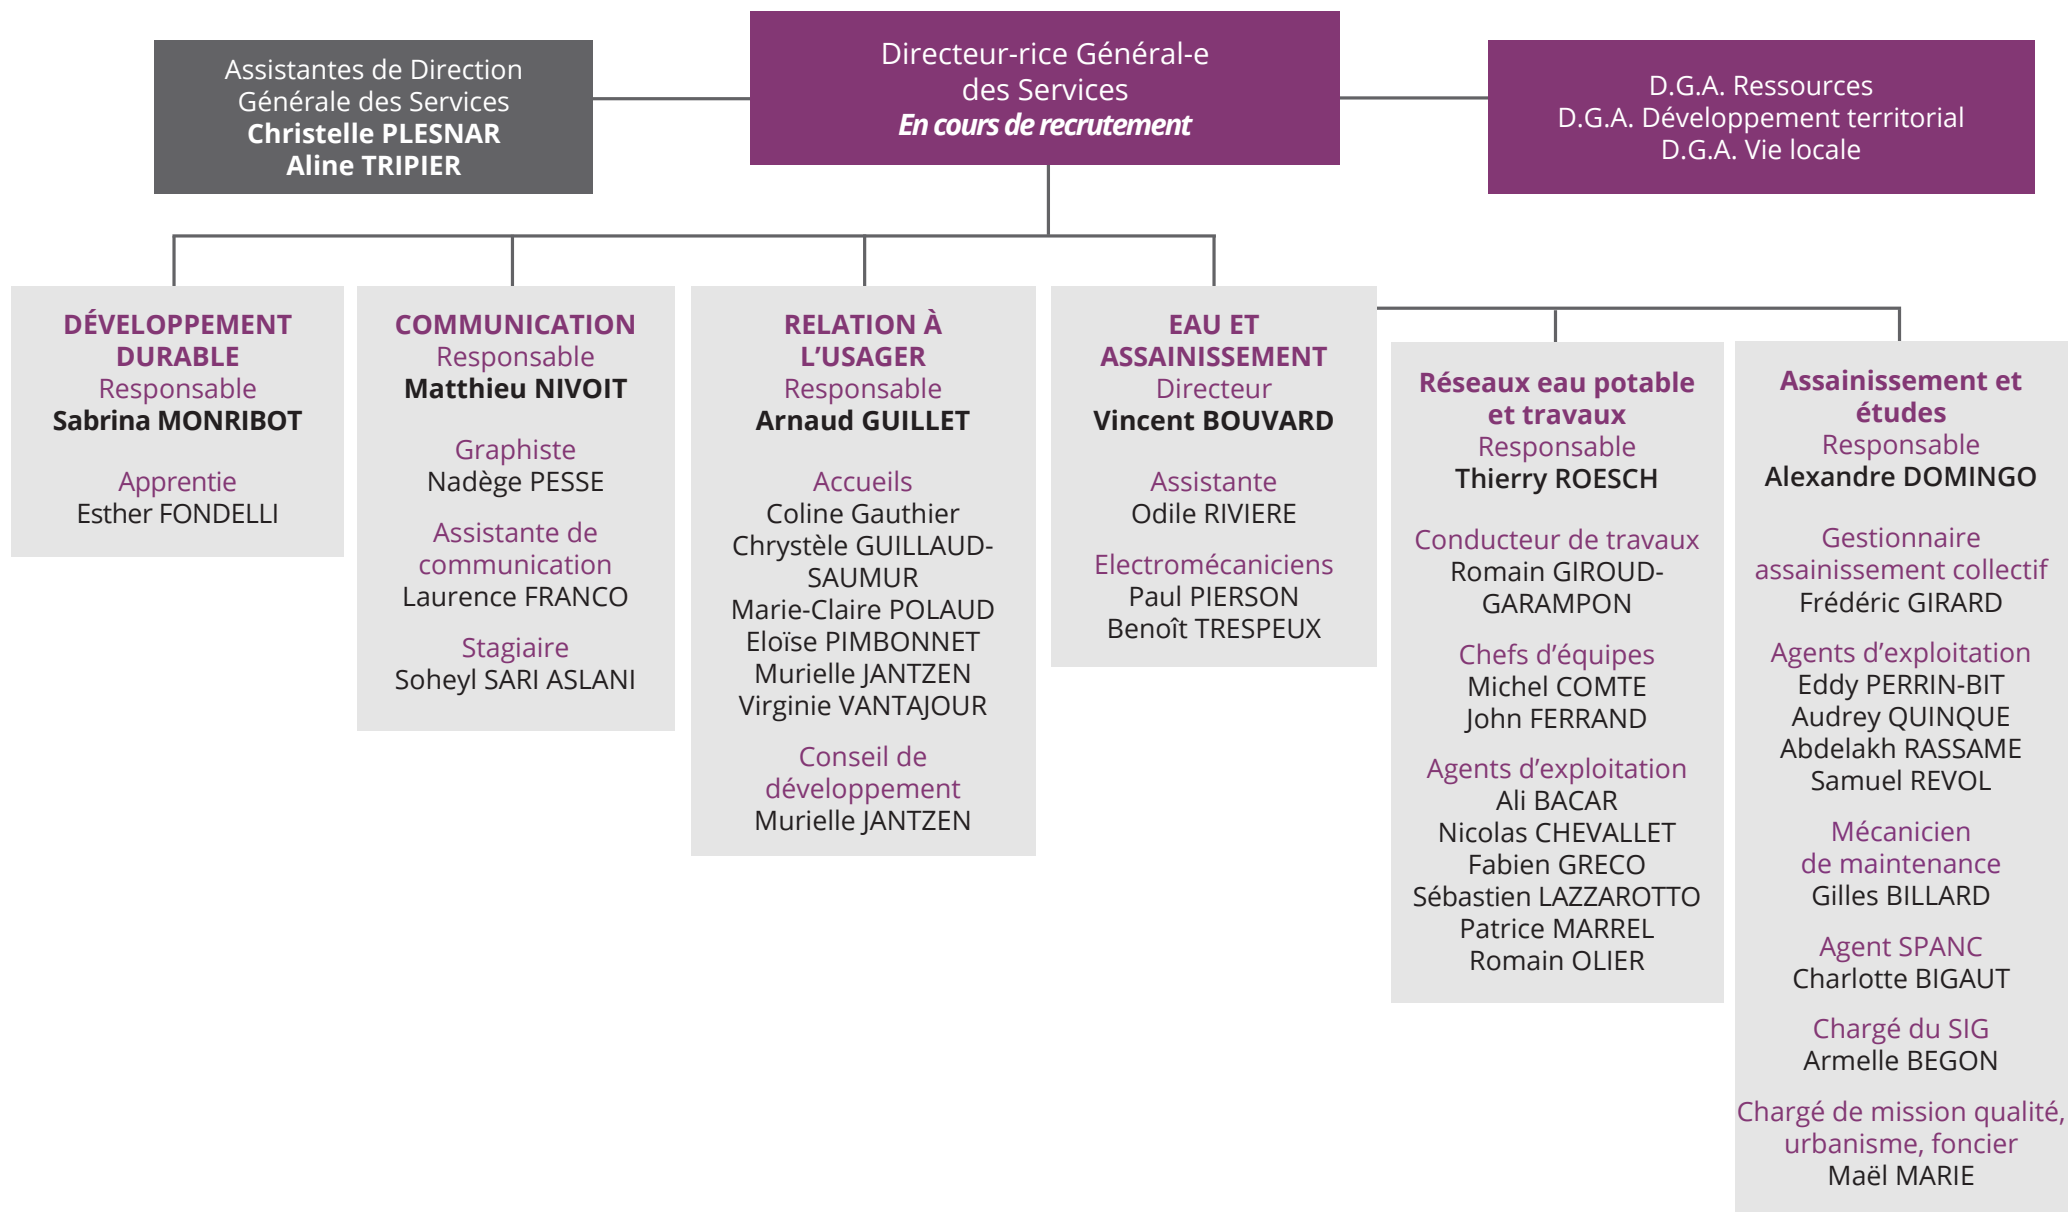 Assistantes de Direction
Générale des Services
Christelle PLESNAR
Aline TRIPIER
Directeur-rice Général-e
des Services
En cours de recrutement
D.G.A. Ressources
D.G.A. Développement territorial
D.G.A. Vie locale
DÉVELOPPEMENT
DURABLE
Responsable
Sabrina MONRIBOT
Apprentie
Esther FONDELLI
COMMUNICATION
Responsable
Matthieu NIVOIT
Graphiste
Nadège PESSE
Assistante de
communication
Laurence FRANCO
Stagiaire
Soheyl SARI ASLANI
RELATION À
L’USAGER
Responsable
Arnaud GUILLET
Accueils
Coline Gauthier
Chrystèle GUILLAUD-
SAUMUR
Marie-Claire POLAUD
Eloïse PIMBONNET
Murielle JANTZEN
Virginie VANTAJOUR
Conseil de
développement
Murielle JANTZEN
EAU ET
ASSAINISSEMENT
Directeur
Vincent BOUVARD
Assistante
Odile RIVIERE
Electromécaniciens
Paul PIERSON
Benoît TRESPEUX
Réseaux eau potable
et travaux
Responsable
Thierry ROESCH
Conducteur de travaux
Romain GIROUD-
GARAMPON
Chefs d’équipes
Michel COMTE
John FERRAND
Agents d’exploitation
Ali BACAR
Nicolas CHEVALLET
Fabien GRECO
Sébastien LAZZAROTTO
Patrice MARREL
Romain OLIER
Assainissement et
études
Responsable
Alexandre DOMINGO
Gestionnaire
assainissement collectif
Frédéric GIRARD
Agents d’exploitation
Eddy PERRIN-BIT
Audrey QUINQUE
Abdelakh RASSAME
Samuel REVOL
Mécanicien
de maintenance
Gilles BILLARD
Agent SPANC
Charlotte BIGAUT
Chargé du SIG
Armelle BEGON
Chargé de mission qualité,
urbanisme, foncier
Maël MARIE